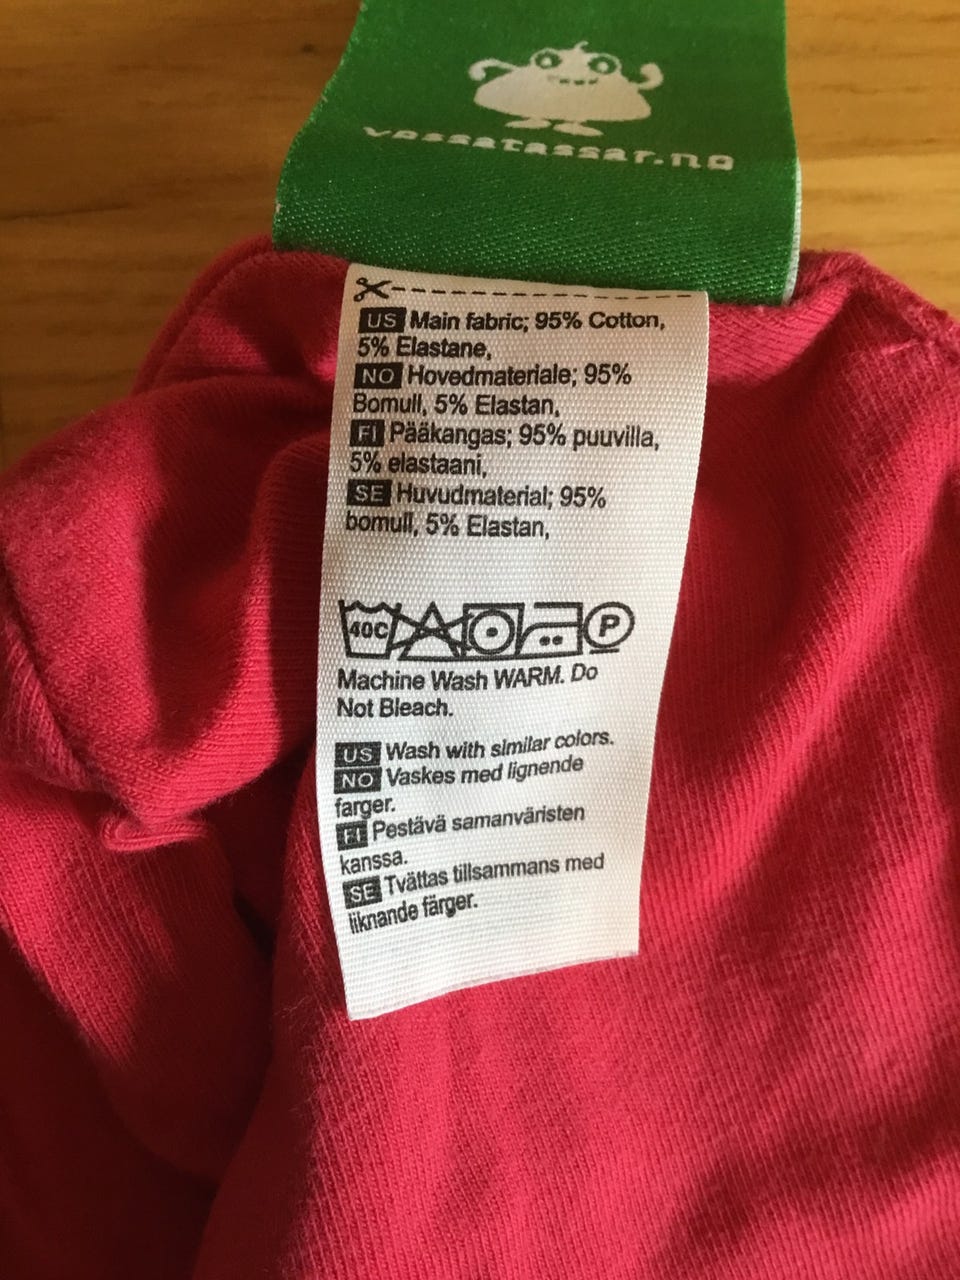 vossatassar.no
US Main fabric; 95% Cotton,
5% Elastane,
NO Hovedmateriale; 95%
Bomull, 5% Elastan,
FI Pääkangas; 95% puuvilla,
5% elastaani,
SE Huvudmaterial; 95%
bomull, 5% Elastan,
40C P
Machine Wash WARM. Do
Not Bleach.
US Wash with similar colors.
NO Vaskes med lignende
farger.
FI Pestävä samanväristen
kanssa.
SE Tvättas tillsammans med
liknande färger.